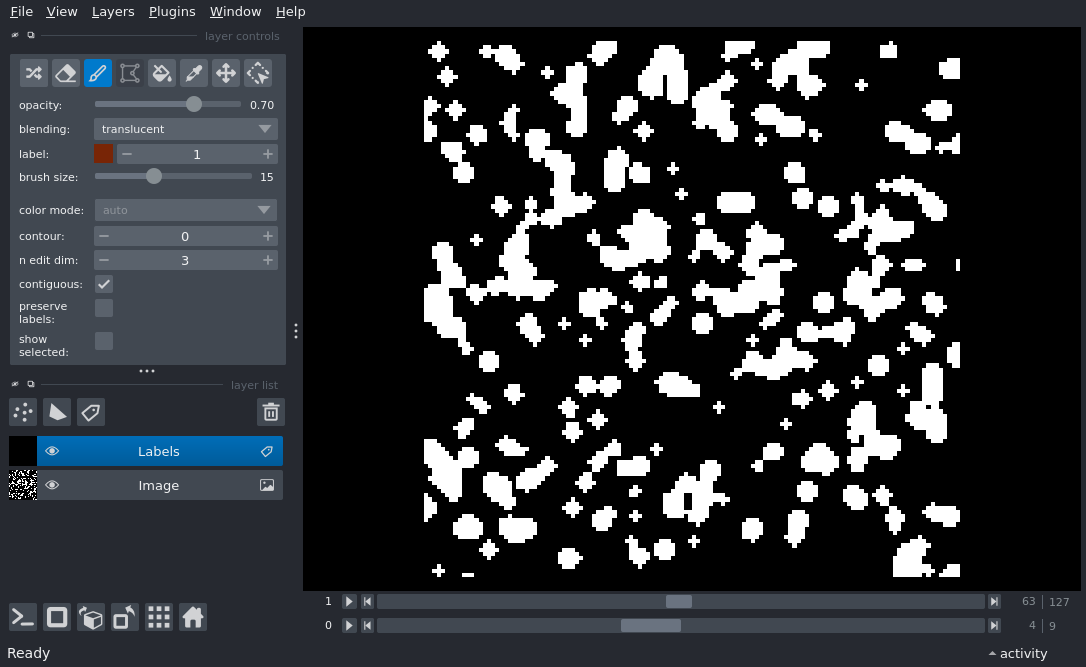 File View Layers Plugins Window Help
layer controls
opacity: 0.70
blending: translucent
label: 1
brush size: 15
color mode: auto
contour: 0
n edit dim: 3
contiguous:
preserve labels:
show selected:
layer list
Labels
Image
1 63 127
0 4 9
Ready activity